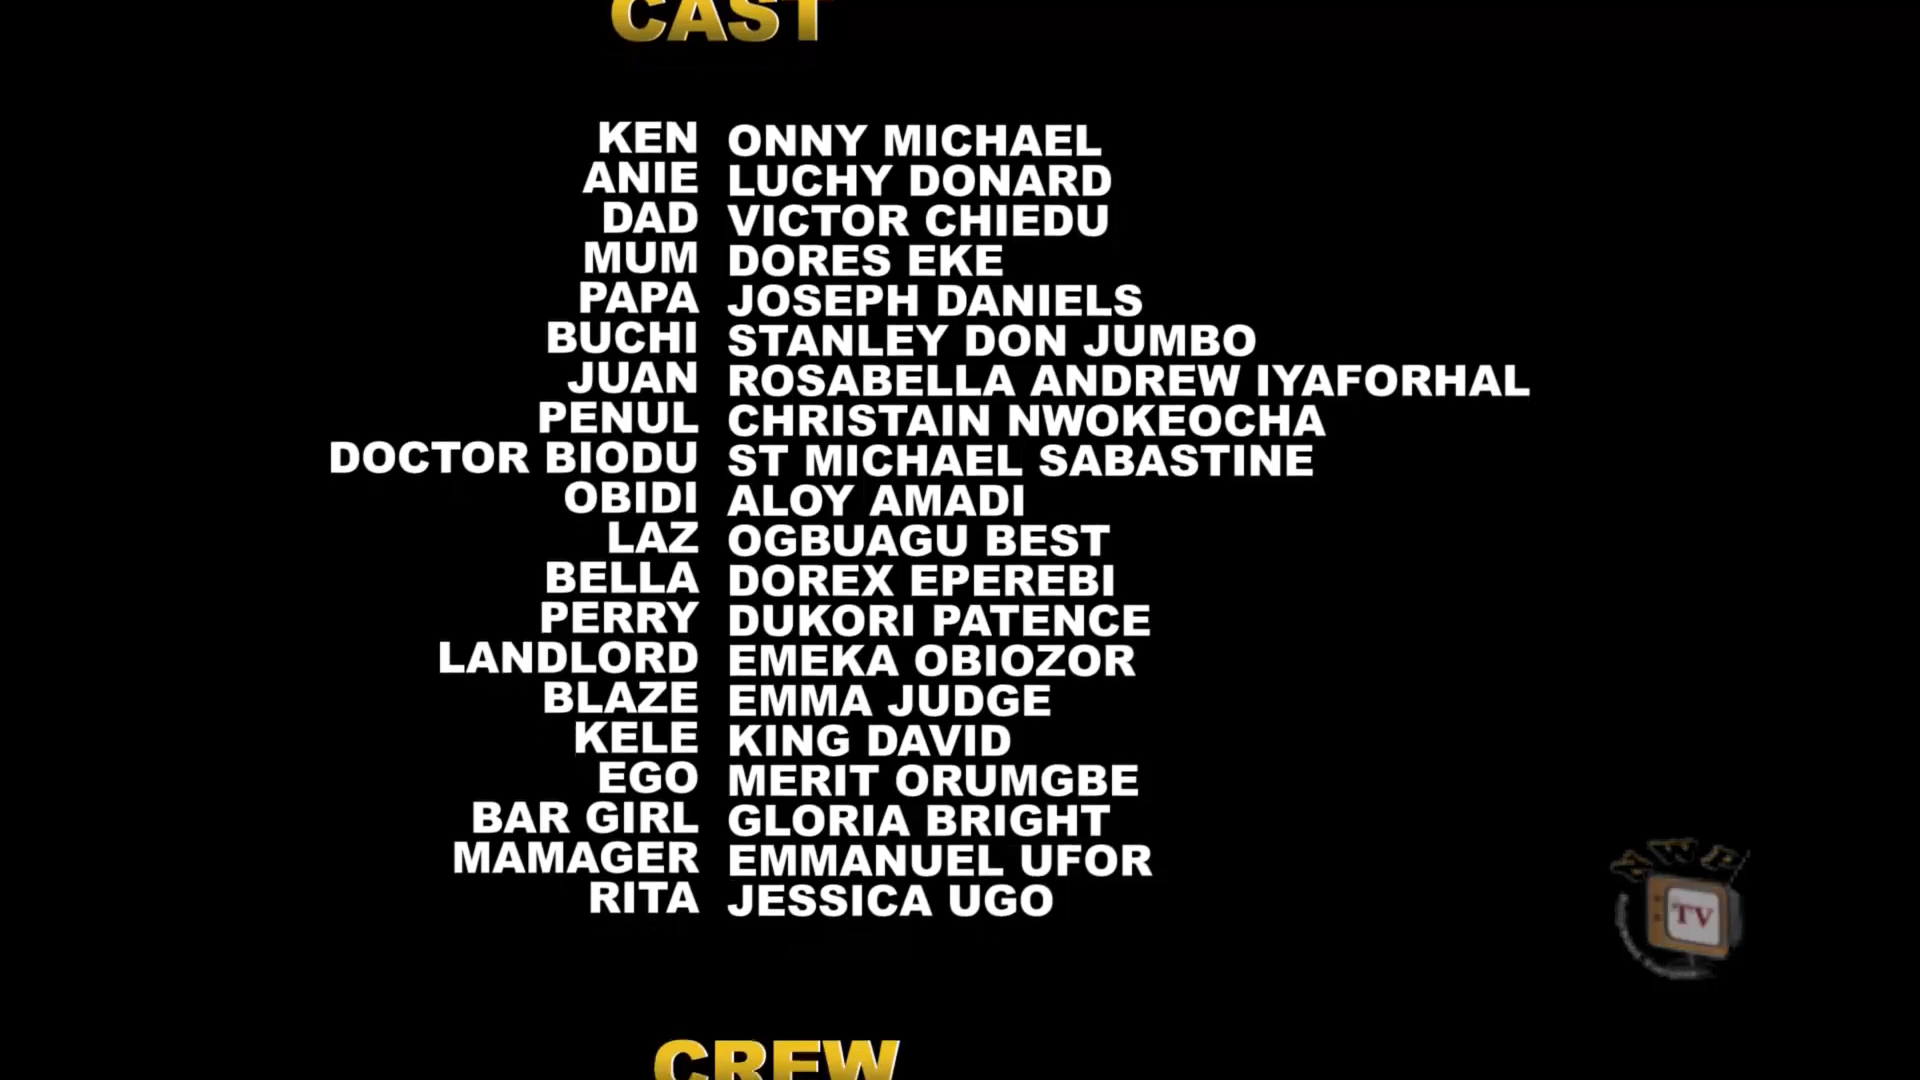 CAST
KEN ONNY MICHAEL
ANIE LUCHY DONARD
DAD VICTOR CHIEDU
MUM DORES EKE
PAPA JOSEPH DANIELS
BUCHI STANLEY DON JUMBO
JUAN ROSABELLA ANDREW IYAFORHAL
PENUL CHRISTAIN NWOKEOCHA
DOCTOR BIODU ST MICHAEL SABASTINE
OBIDI ALOY AMADI
LAZ OGBUAGU BEST
BELLA DOREX EPEREBI
PERRY DUKORI PATENCE
LANDLORD EMEKA OBIOZOR
BLAZE EMMA JUDGE
KELE KING DAVID
EGO MERIT ORUMGBE
BAR GIRL GLORIA BRIGHT
MAMAGER EMMANUEL UFOR
RITA JESSICA UGO
TV
CREW